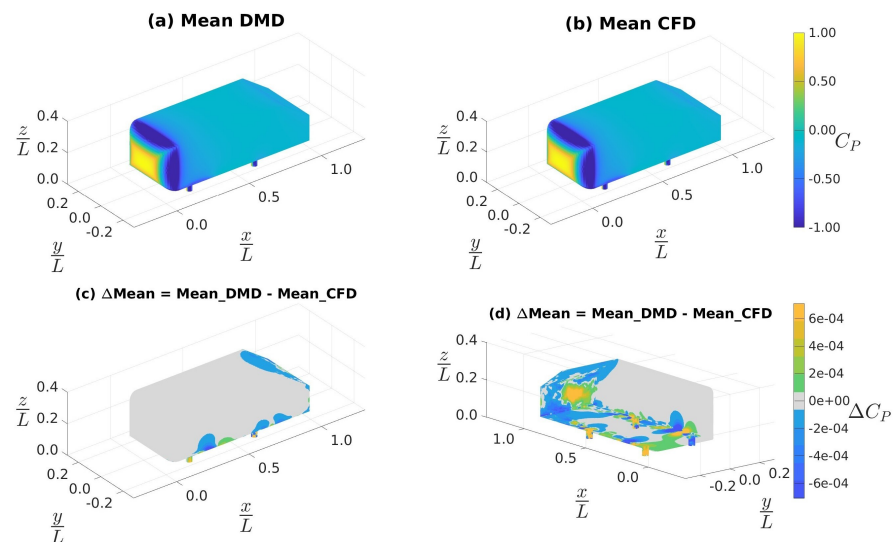 (a) Mean DMD
(b) Mean CFD
z/L
0.4
0.2
0.0
0.2
0.0
-0.2
y/L
0.0
0.5
1.0
x/L
z/L
0.4
0.2
0.0
0.2
0.0
-0.2
y/L
0.0
0.5
1.0
x/L
1.00
0.50
0.00
-0.50
-1.00
C_P
(c) ΔMean = Mean_DMD - Mean_CFD
(d) ΔMean = Mean_DMD - Mean_CFD
z/L
0.4
0.2
0.0
0.2
0.0
-0.2
y/L
0.0
0.5
1.0
x/L
z/L
0.4
0.2
0.0
1.0
0.5
0.0
x/L
-0.2
0.0
0.2
y/L
6e-04
4e-04
2e-04
0e+00
-2e-04
-4e-04
-6e-04
ΔC_P